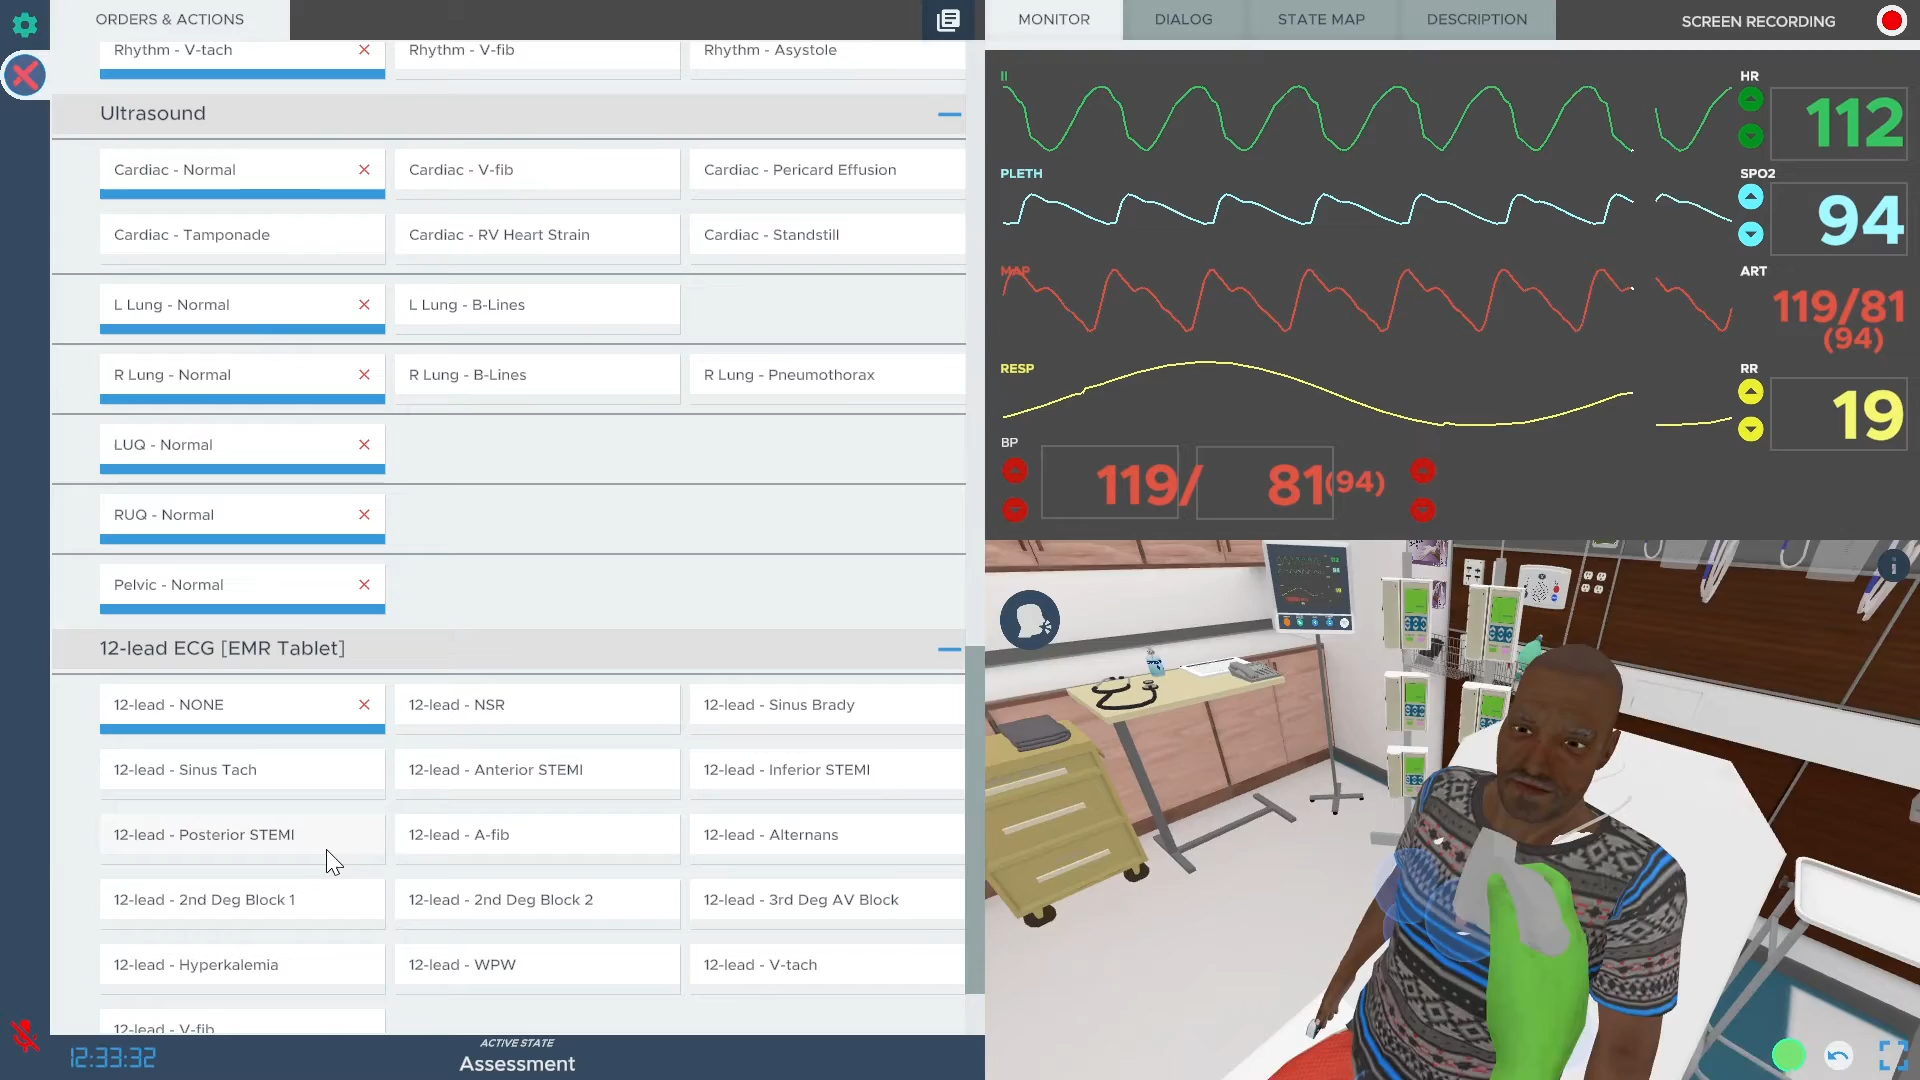 ORDERS & ACTIONS
Rhythm - V-tach
Rhythm - V-fib
Rhythm - Asystole
Ultrasound
Cardiac - Normal
Cardiac - V-fib
Cardiac - Pericard Effusion
Cardiac - Tamponade
Cardiac - RV Heart Strain
Cardiac - Standstill
L Lung - Normal
L Lung - B-Lines
R Lung - Normal
R Lung - B-Lines
R Lung - Pneumothorax
LUQ - Normal
RUQ - Normal
Pelvic - Normal
12-lead ECG [EMR Tablet]
12-lead - NONE
12-lead - NSR
12-lead - Sinus Brady
12-lead - Sinus Tach
12-lead - Anterior STEMI
12-lead - Inferior STEMI
12-lead - Posterior STEMI
12-lead - A-fib
12-lead - Alternans
12-lead - 2nd Deg Block 1
12-lead - 2nd Deg Block 2
12-lead - 3rd Deg AV Block
12-lead - Hyperkalemia
12-lead - WPW
12-lead - V-tach
12-lead - V-fib
12:33:32
ACTIVE STATE
Assessment
MONITOR
DIALOG
STATE MAP
DESCRIPTION
SCREEN RECORDING
II
HR
112
PLETH
SPO2
94
MAP
ART
119/81
(94)
RESP
RR
19
BP
119/ 81(94)